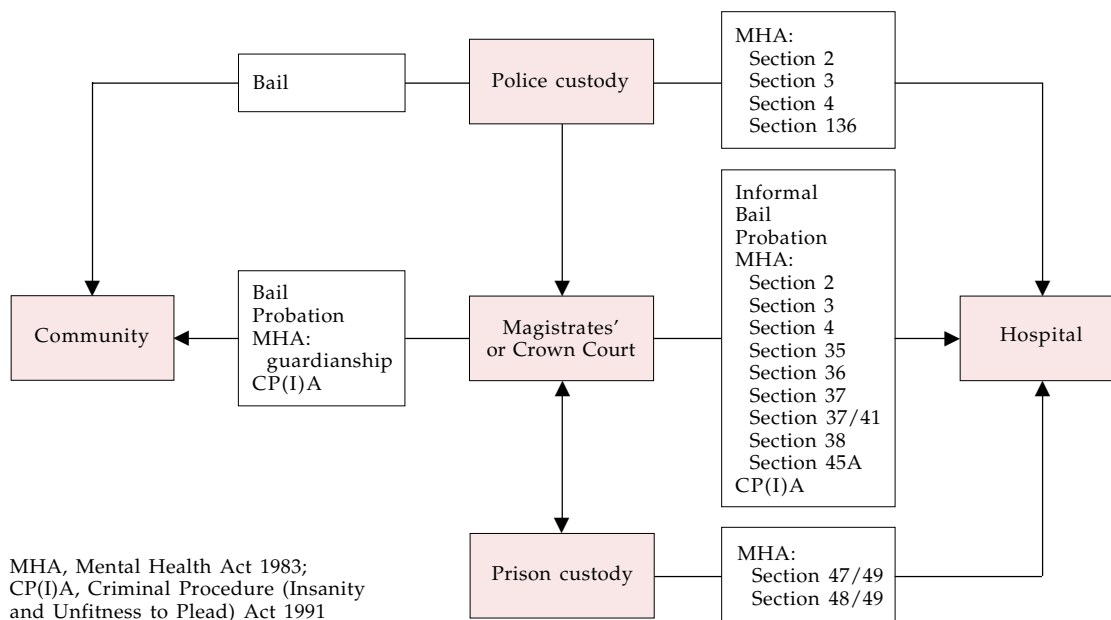 Bail
Police custody
MHA:
Section 2
Section 3
Section 4
Section 136
Community
Bail
Probation
MHA:
guardianship
CP(I)A
Magistrates'
or Crown Court
Informal
Bail
Probation
MHA:
Section 2
Section 3
Section 4
Section 35
Section 36
Section 37
Section 37/41
Section 38
Section 45A
CP(I)A
Hospital
Prison custody
MHA:
Section 47/49
Section 48/49
MHA, Mental Health Act 1983;
CP(I)A, Criminal Procedure (Insanity
and Unfitness to Plead) Act 1991